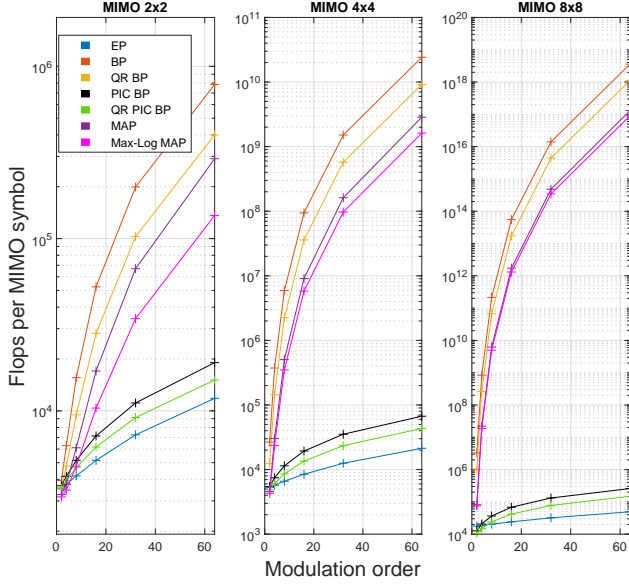 MIMO 2x2
MIMO 4x4
MIMO 8x8
EP
BP
QR BP
PIC BP
QR PIC BP
MAP
Max-Log MAP
Flops per MIMO symbol
10^6
10^5
10^4
0 20 40 60
10^11
10^10
10^9
10^8
10^7
10^6
10^5
10^4
10^3
0 20 40 60
10^20
10^18
10^16
10^14
10^12
10^10
10^8
10^6
10^4
0 20 40 60
Modulation order